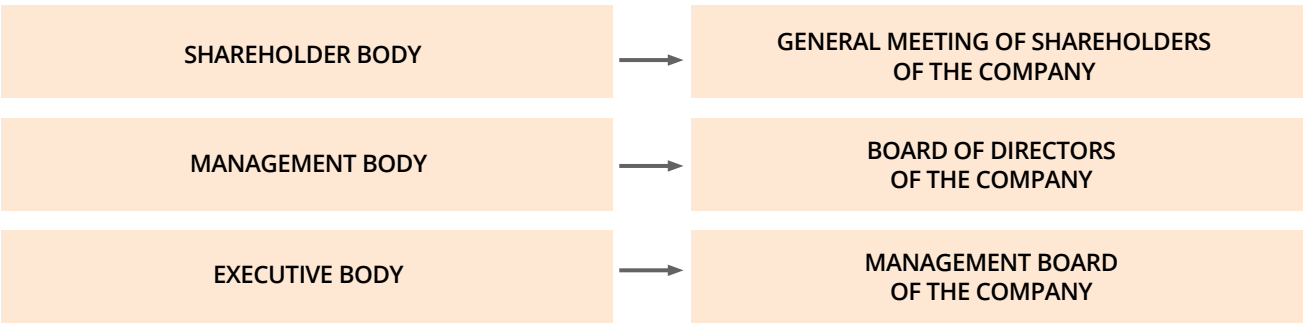 SHAREHOLDER BODY
GENERAL MEETING OF SHAREHOLDERS
OF THE COMPANY
MANAGEMENT BODY
BOARD OF DIRECTORS
OF THE COMPANY
EXECUTIVE BODY
MANAGEMENT BOARD
OF THE COMPANY